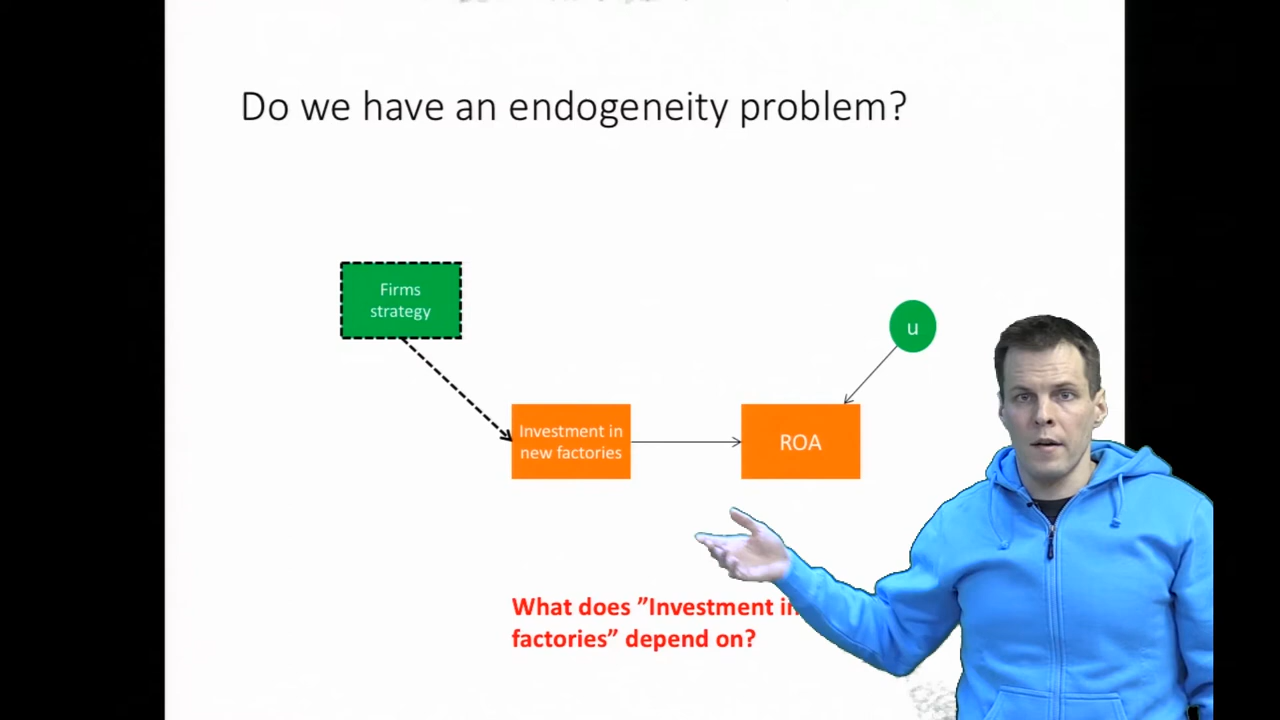 Do we have an endogeneity problem?
Firms
strategy
u
Investment in
new factories
ROA
What does ”Investment in
factories” depend on?